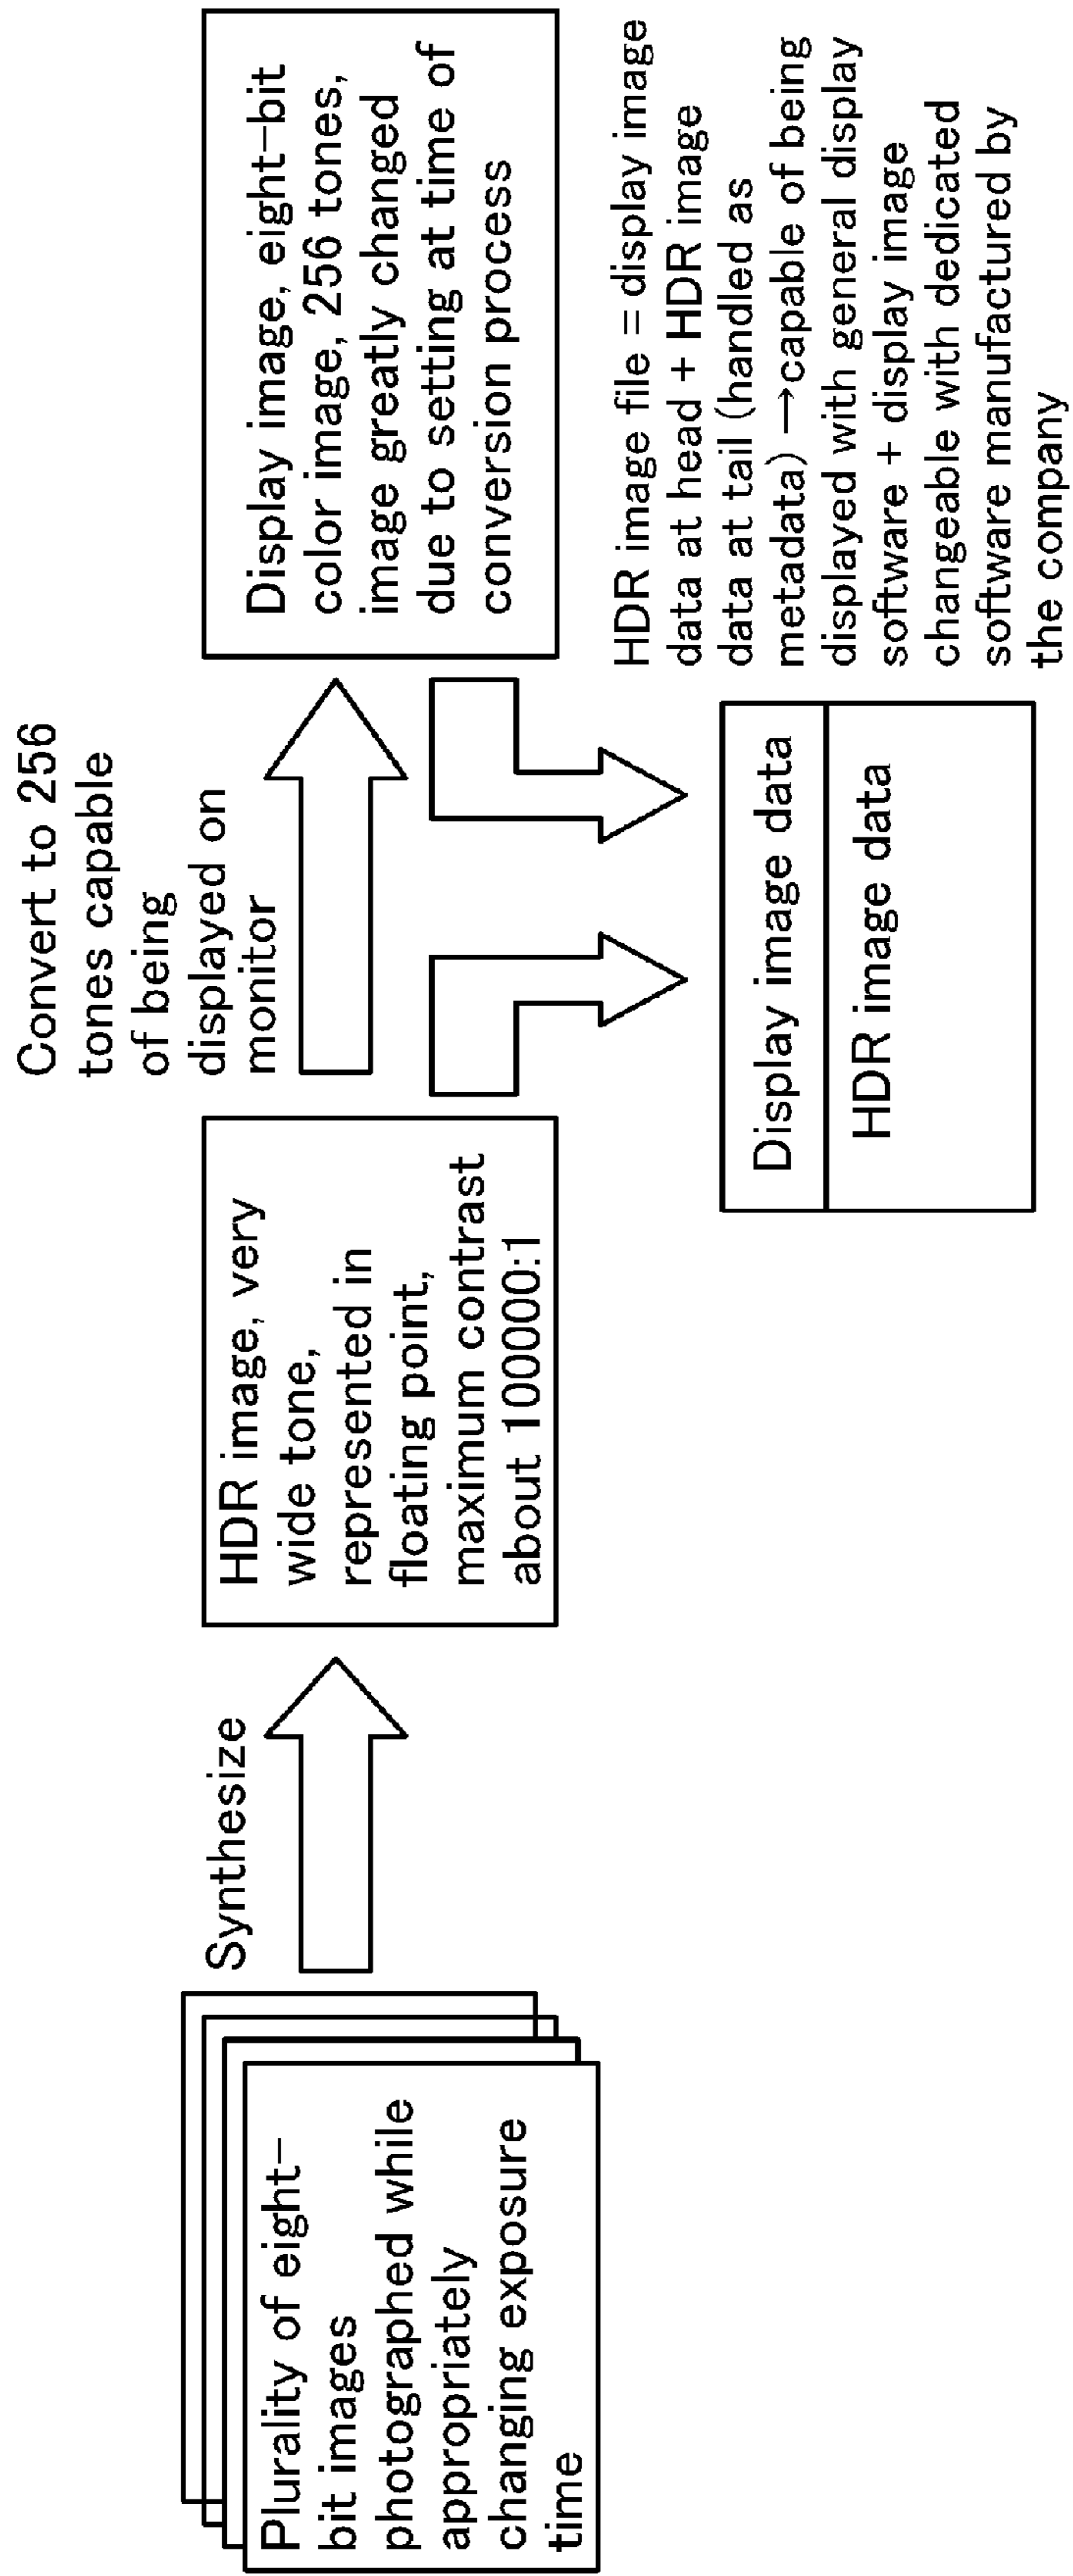 Plurality of eight-
bit images
photographed while
appropriately
changing exposure
time
Synthesize
HDR image, very
wide tone,
represented in
floating point,
maximum contrast
about 100000:1
Convert to 256
tones capable
of being
displayed on
monitor
Display image, eight-bit
color image, 256 tones,
image greatly changed
due to setting at time of
conversion process
Display image data
HDR image data
HDR image file = display image
data at head + HDR image
data at tail (handled as
metadata) →capable of being
displayed with general display
software + display image
changeable with dedicated
software manufactured by
the company